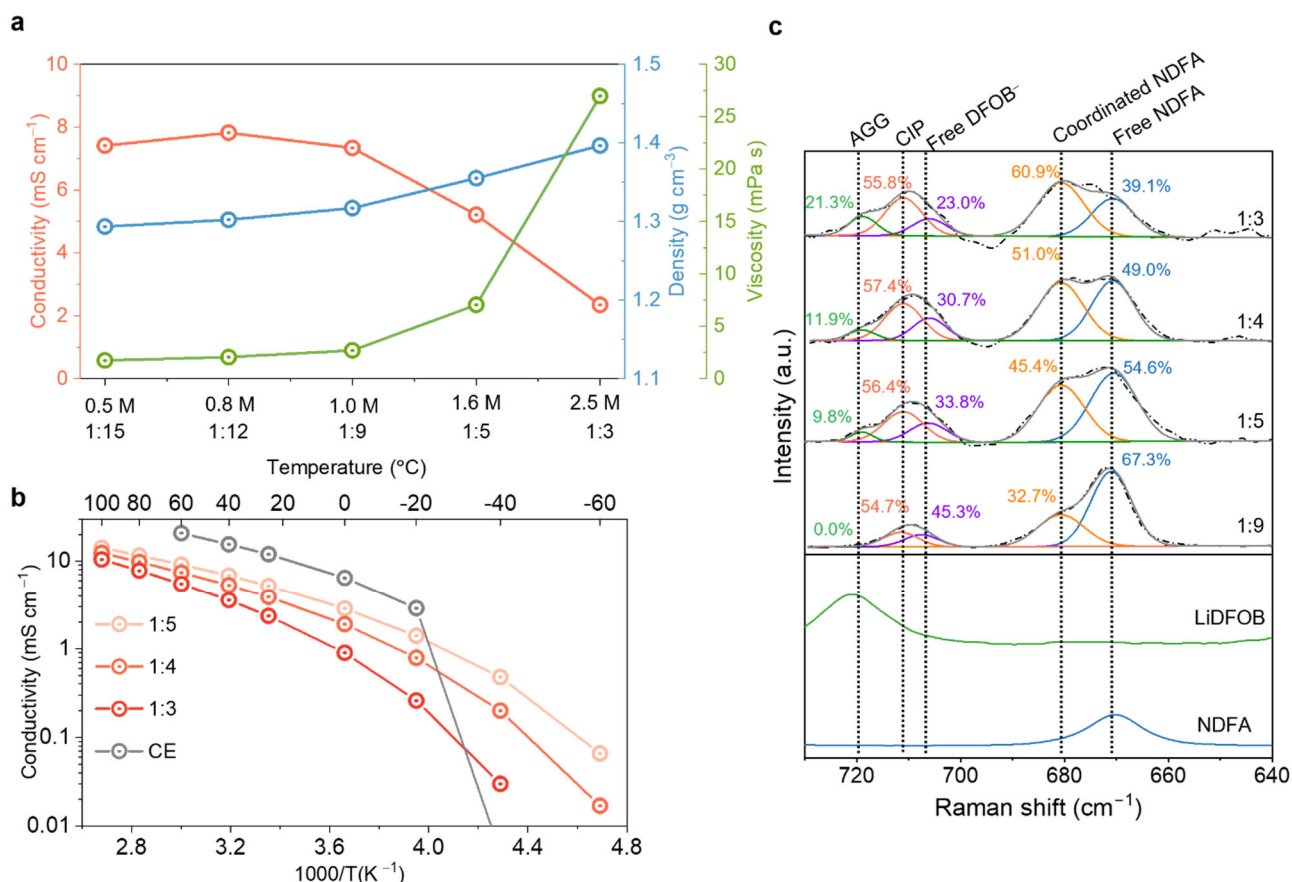 a
Conductivity (mS cm⁻¹)
10
8
6
4
2
0
1.5
1.4
1.3
1.2
1.1
Density (g cm⁻³)
30
25
20
15
10
5
0
Viscosity (mPa s)
0.5 M
0.8 M
1.0 M
1.6 M
2.5 M
1:15
1:12
1:9
1:5
1:3
b
Temperature (°C)
100 80 60 40 20 0 -20 -40 -60
Conductivity (mS cm⁻¹)
10
1
0.1
0.01
1:5
1:4
1:3
CE
2.8 3.2 3.6 4.0 4.4 4.8
1000/T(K ⁻¹)
c
AGG
CIP
Free DFOB⁻
Coordinated NDFA
Free NDFA
Intensity (a.u.)
21.3% 55.8% 23.0% 60.9% 39.1% 1:3
11.9% 57.4% 30.7% 51.0% 49.0% 1:4
9.8% 56.4% 33.8% 45.4% 54.6% 1:5
0.0% 54.7% 45.3% 32.7% 67.3% 1:9
LiDFOB
NDFA
720 700 680 660 640
Raman shift (cm⁻¹)